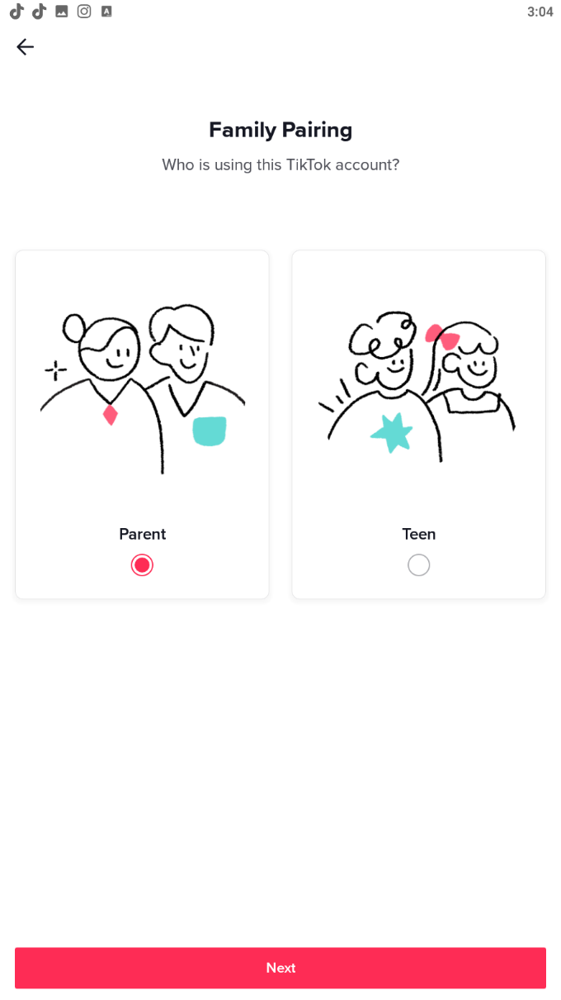 3:04
Family Pairing
Who is using this TikTok account?
Parent
Teen
Next